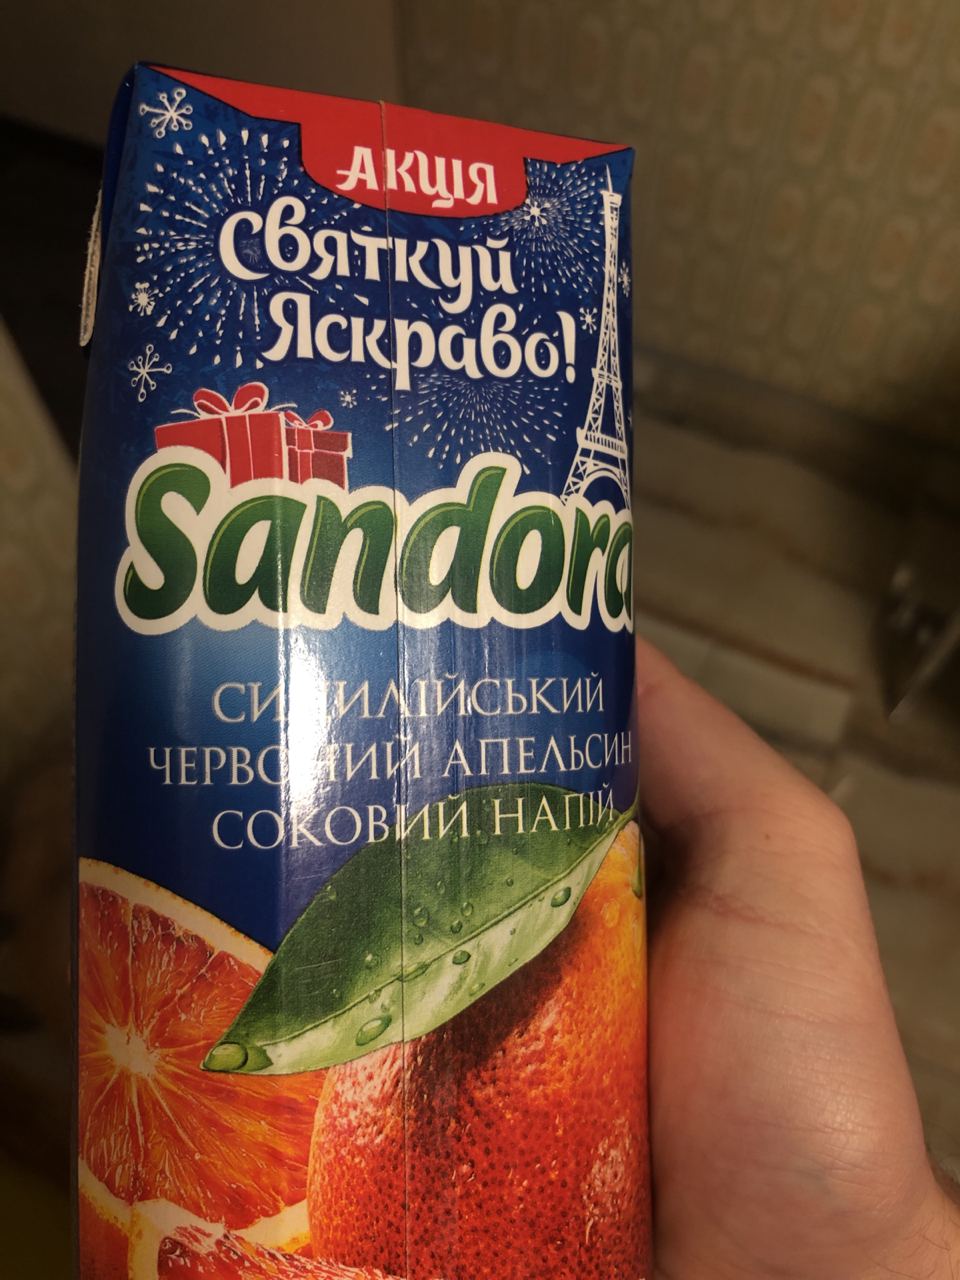 Акція
Святкуй
Яскраво!
Sandora
СИЦИЛІЙСЬКИЙ
ЧЕРВОНИЙ АПЕЛЬСИН
СОКОВИЙ НАПІЙ